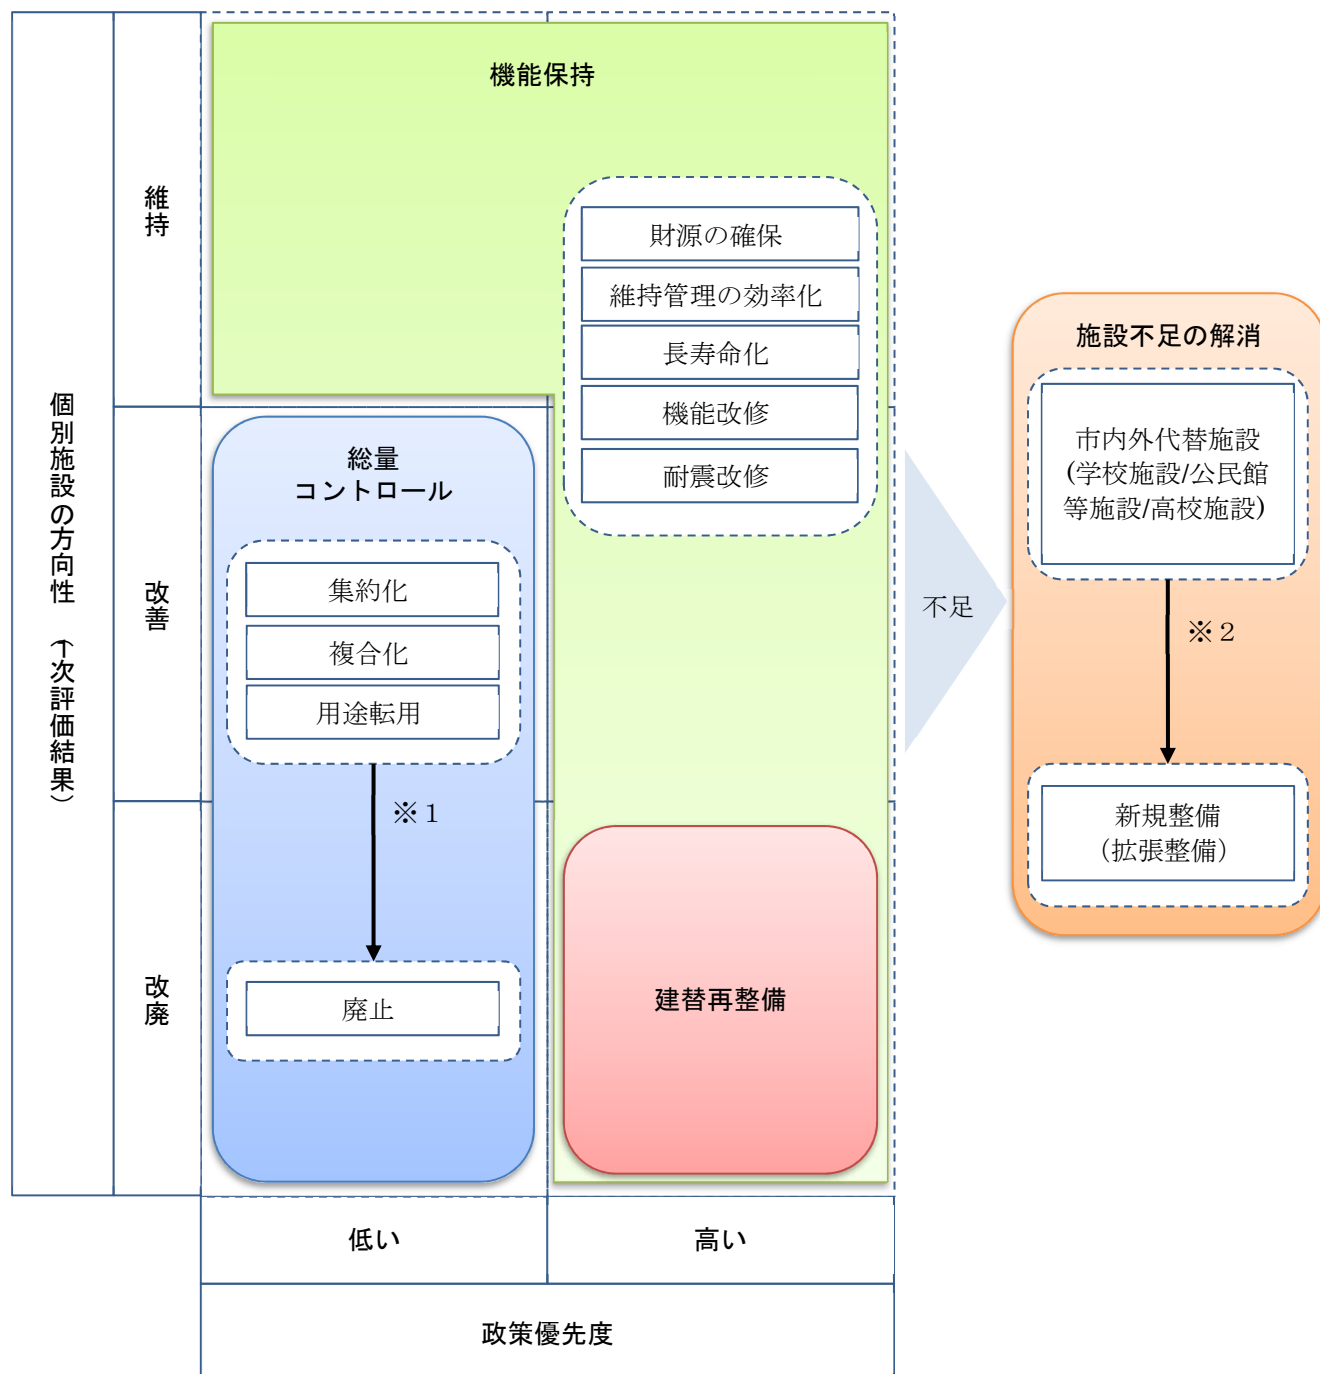 個別施設の方向性（一次評価結果）
維持
改善
改廃
機能保持
財源の確保
維持管理の効率化
長寿命化
機能改修
耐震改修
総量
コントロール
集約化
複合化
用途転用
※１
廃止
建替再整備
不足
施設不足の解消
市内外代替施設
(学校施設/公民館
等施設/高校施設)
※２
新規整備
（拡張整備）
低い
高い
政策優先度